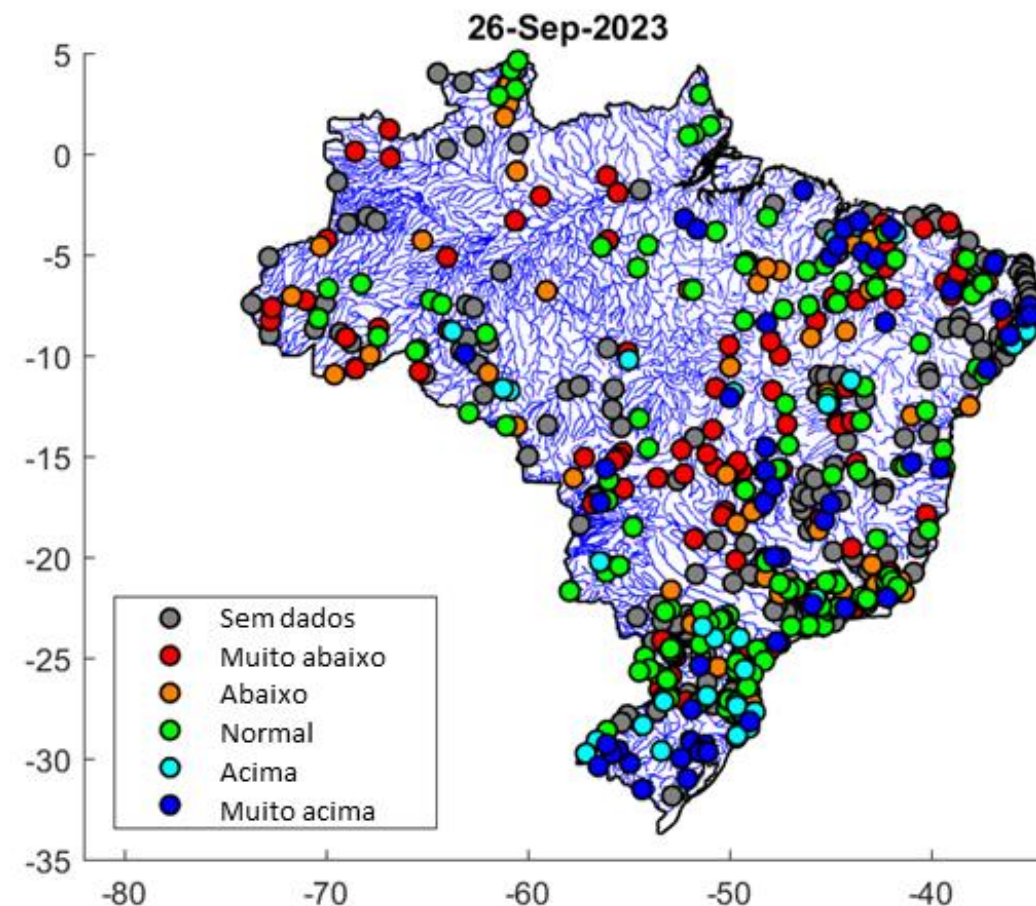 26-Sep-2023
5
0
-5
-10
-15
-20
-25
-30
-35
Sem dados
Muito abaixo
Abaixo
Normal
Acima
Muito acima
-80 -70 -60 -50 -40